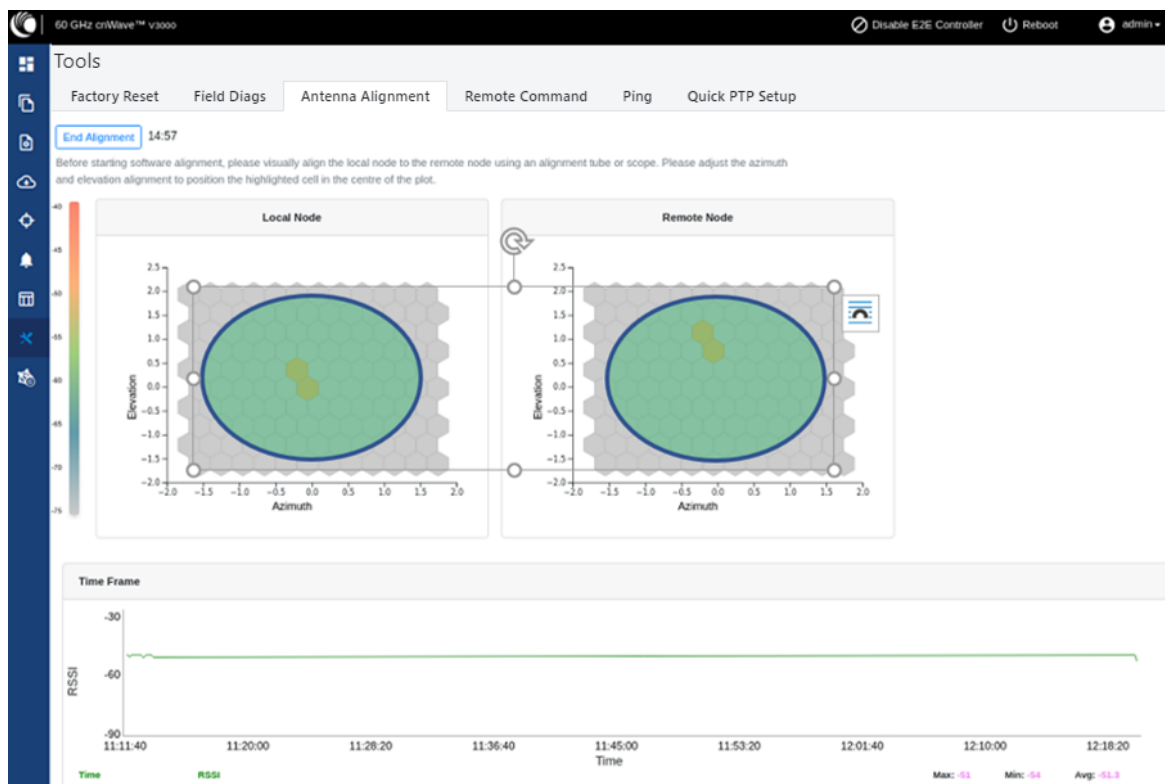 60 GHz cnWave™ V3000
Disable E2E Controller
Reboot
admin
Tools
Factory Reset
Field Diags
Antenna Alignment
Remote Command
Ping
Quick PTP Setup
End Alignment
14:57
Before starting software alignment, please visually align the local node to the remote node using an alignment tube or scope. Please adjust the azimuth
and elevation alignment to position the highlighted cell in the centre of the plot.
-40
-45
-50
-55
-60
-65
-70
-75
Local Node
2.5
2.0
1.5
1.0
0.5
0.0
-0.5
-1.0
-1.5
-2.0
Elevation
-2.0 -1.5 -1.0 -0.5 0.0 0.5 1.0 1.5 2.0
Azimuth
Remote Node
2.5
2.0
1.5
1.0
0.5
0.0
-0.5
-1.0
-1.5
-2.0
Elevation
-2.0 -1.5 -1.0 -0.5 0.0 0.5 1.0 1.5 2.0
Azimuth
Time Frame
-30
-60
-90
RSSI
11:11:40 11:20:00 11:28:20 11:36:40 11:45:00 11:53:20 12:01:40 12:10:00 12:18:20
Time
Time RSSI Max: -51 Min: -54 Avg: -51.3